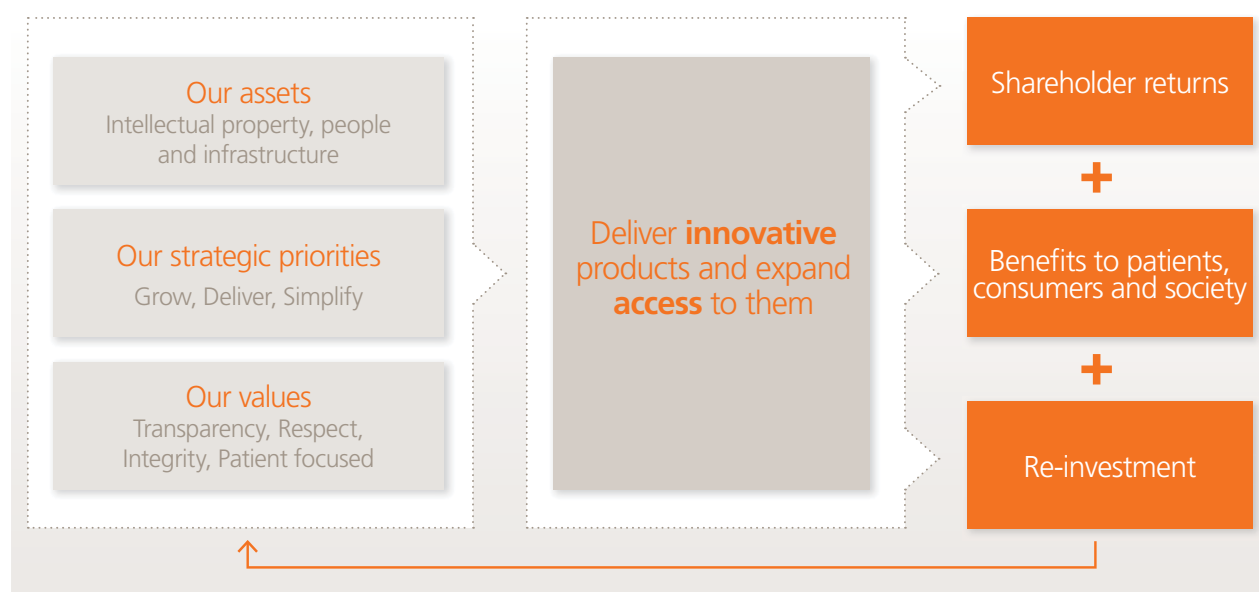 Our assets
Intellectual property, people
and infrastructure
Our strategic priorities
Grow, Deliver, Simplify
Our values
Transparency, Respect,
Integrity, Patient focused
Deliver innovative
products and expand
access to them
Shareholder returns
+
Benefits to patients,
consumers and society
+
Re-investment